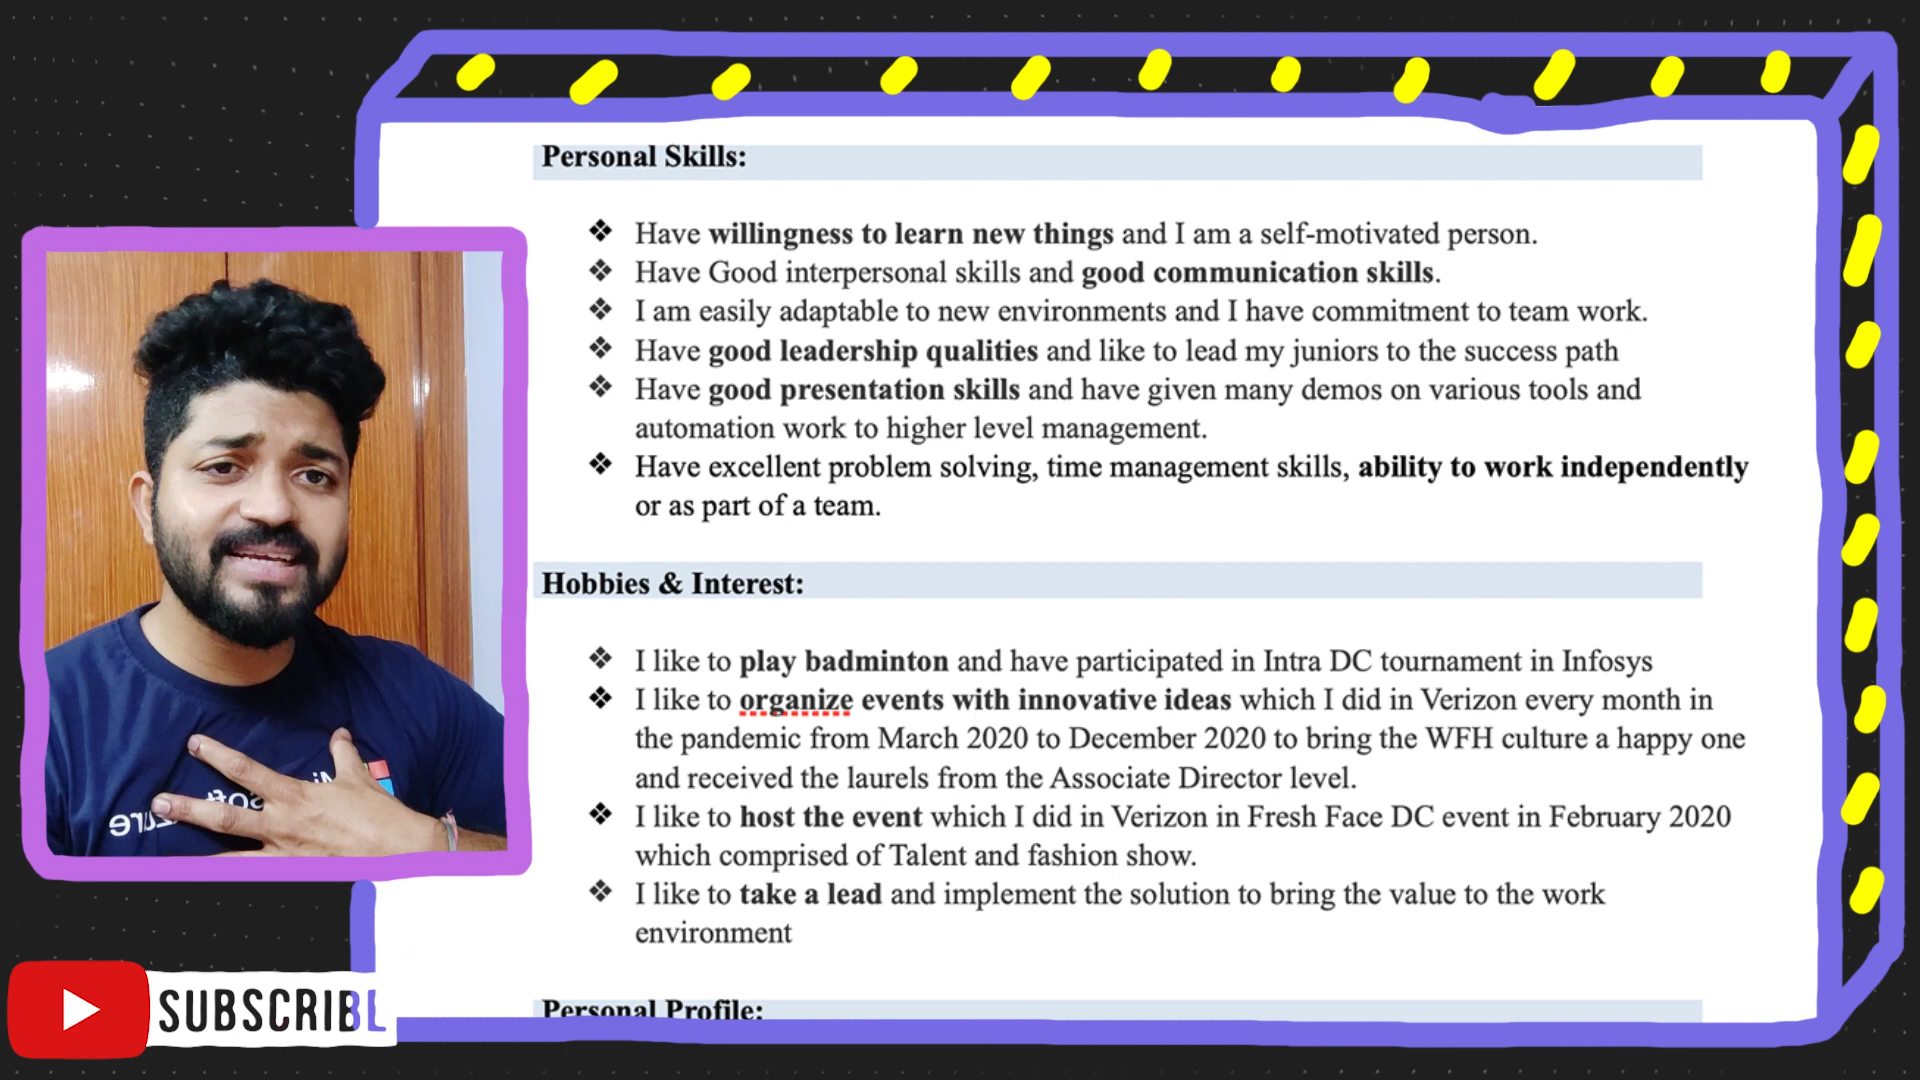 Personal Skills:
❖ Have willingness to learn new things and I am a self-motivated person.
❖ Have Good interpersonal skills and good communication skills.
❖ I am easily adaptable to new environments and I have commitment to team work.
❖ Have good leadership qualities and like to lead my juniors to the success path
❖ Have good presentation skills and have given many demos on various tools and
automation work to higher level management.
❖ Have excellent problem solving, time management skills, ability to work independently
or as part of a team.
Hobbies & Interest:
❖ I like to play badminton and have participated in Intra DC tournament in Infosys
❖ I like to organize events with innovative ideas which I did in Verizon every month in
the pandemic from March 2020 to December 2020 to bring the WFH culture a happy one
and received the laurels from the Associate Director level.
❖ I like to host the event which I did in Verizon in Fresh Face DC event in February 2020
which comprised of Talent and fashion show.
❖ I like to take a lead and implement the solution to bring the value to the work
environment
Personal Profile:
SUBSCRIBE